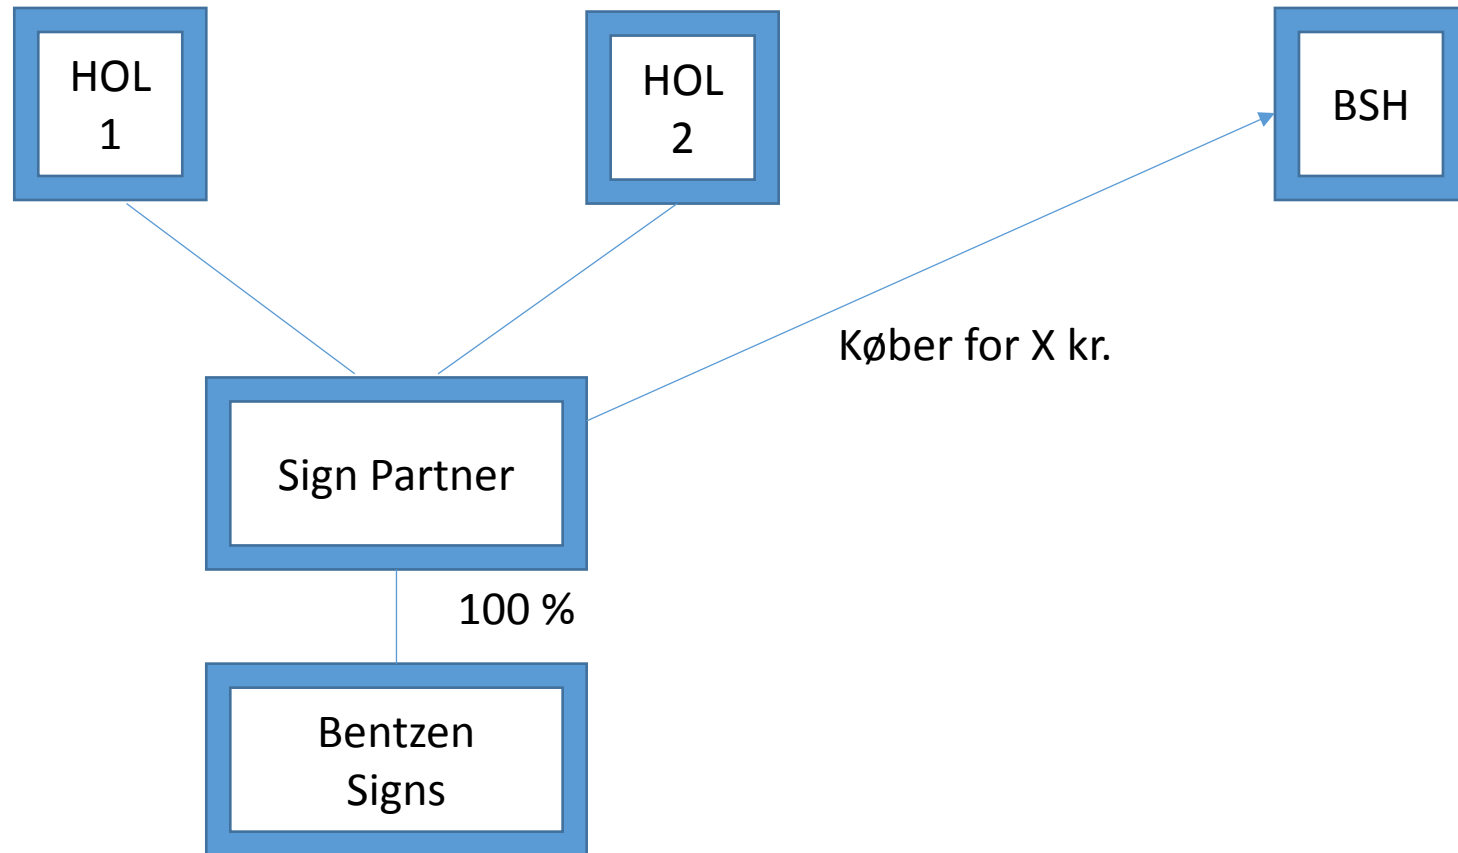 HOL
1
HOL
2
BSH
Køber for X kr.
Sign Partner
100 %
Bentzen
Signs